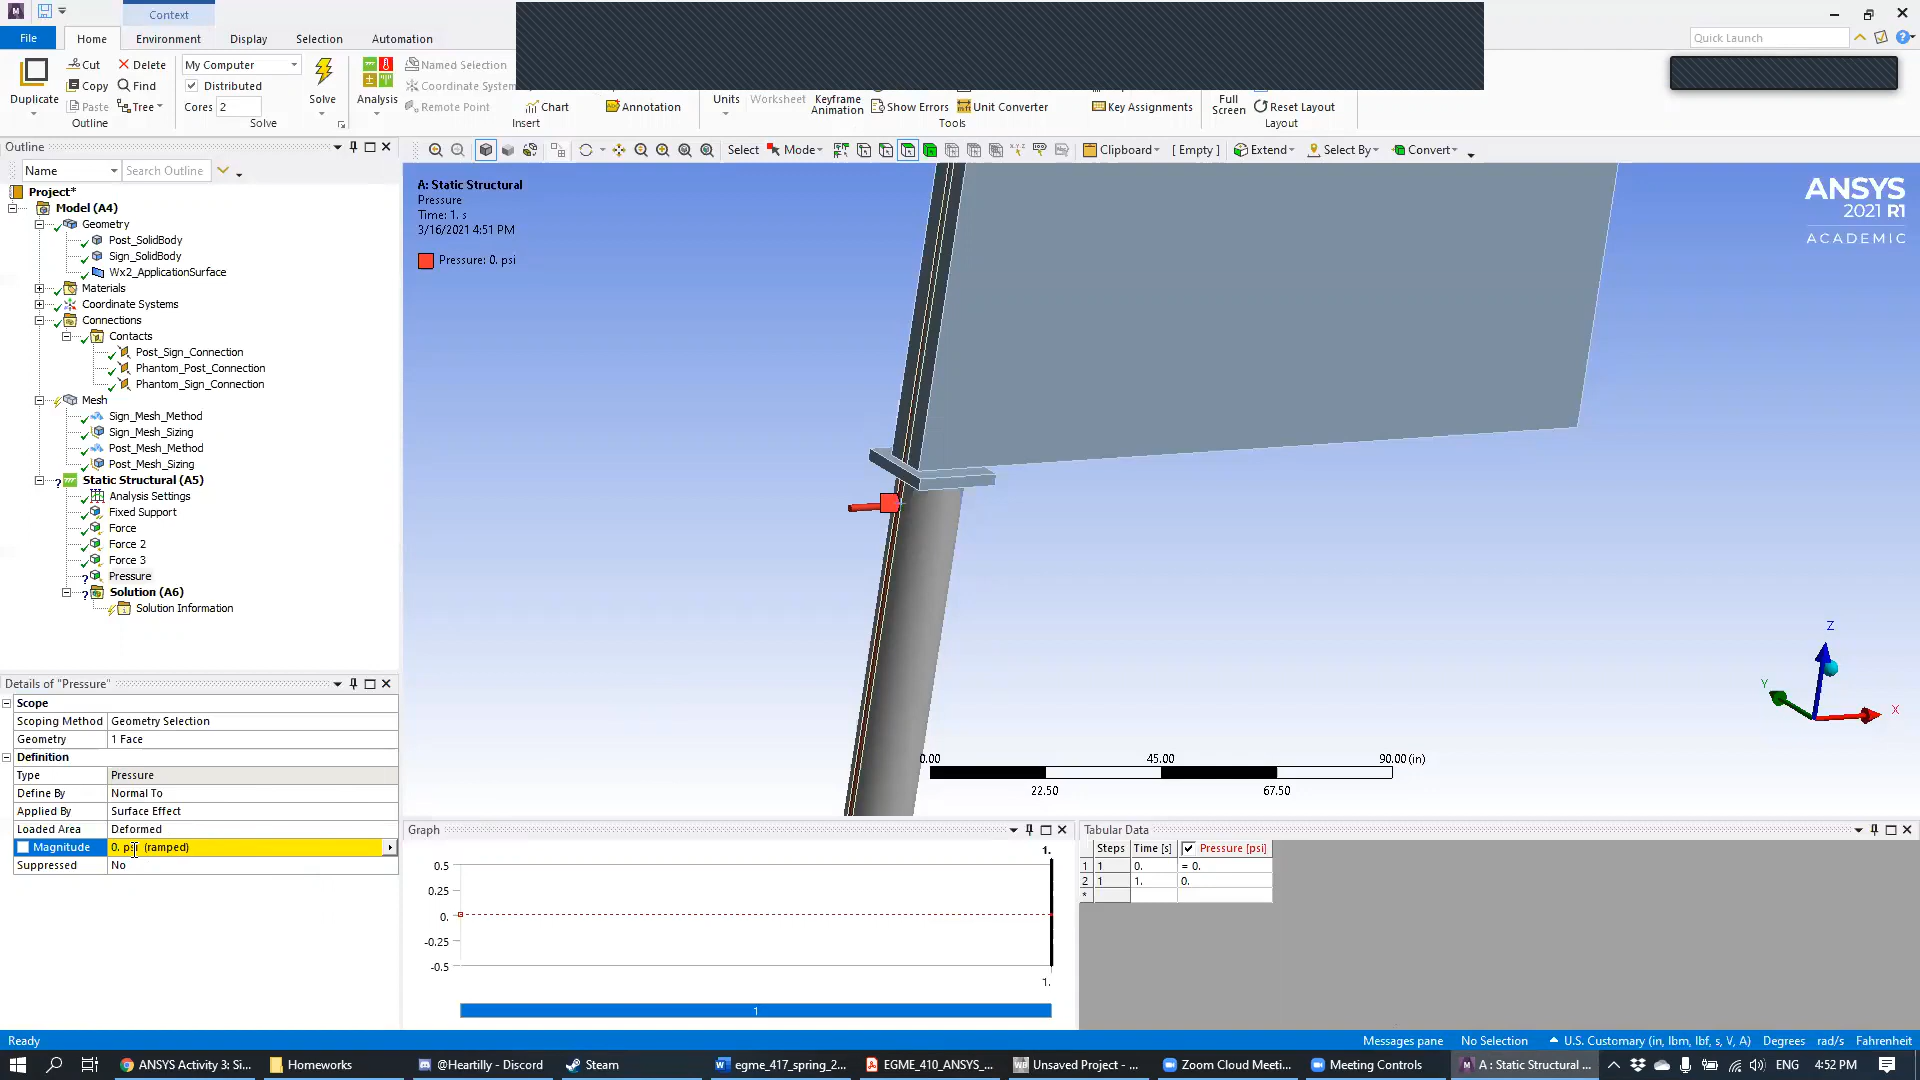 Context
File
Home
Environment
Display
Selection
Automation
Quick Launch
Duplicate
Cut
Copy
Paste
Delete
Find
Tree
Outline
My Computer
Distributed
Cores 2
Solve
Solve
Analysis
Named Selection
Coordinate System
Remote Point
Chart
Annotation
Insert
Units
Worksheet
Keyframe Animation
Show Errors
Unit Converter
Key Assignments
Tools
Full Screen
Reset Layout
Layout
Outline
Name
Search Outline
Select
Mode
Clipboard
[ Empty ]
Extend
Select By
Convert
Project*
Model (A4)
Geometry
Post_SolidBody
Sign_SolidBody
Wx2_ApplicationSurface
Materials
Coordinate Systems
Connections
Contacts
Post_Sign_Connection
Phantom_Post_Connection
Phantom_Sign_Connection
Mesh
Sign_Mesh_Method
Sign_Mesh_Sizing
Post_Mesh_Method
Post_Mesh_Sizing
Static Structural (A5)
Analysis Settings
Fixed Support
Force
Force 2
Force 3
Pressure
Solution (A6)
Solution Information
A: Static Structural
Pressure
Time: 1. s
3/16/2021 4:51 PM
Pressure: 0. psi
ANSYS
2021 R1
ACADEMIC
Z
Y
X
0.00 45.00 90.00 (in)
22.50 67.50
Details of "Pressure"
Scope
Scoping Method Geometry Selection
Geometry 1 Face
Definition
Type Pressure
Define By Normal To
Applied By Surface Effect
Loaded Area Deformed
Magnitude 0. psi (ramped)
Suppressed No
Graph
1.
0.5
0.25
0.
-0.25
-0.5
1.
1
Tabular Data
Steps Time [s] Pressure [psi]
1 1 0. = 0.
2 1 1. 0.
*
Ready
Messages pane
No Selection
U.S. Customary (in, lbm, lbf, s, V, A)
Degrees
rad/s
Fahrenheit
ANSYS Activity 3: Si...
Homeworks
@Heartilly - Discord
Steam
egme_417_spring_2...
EGME_410_ANSYS_...
Unsaved Project - ...
Zoom Cloud Meeti...
Meeting Controls
A : Static Structural ...
ENG
4:52 PM